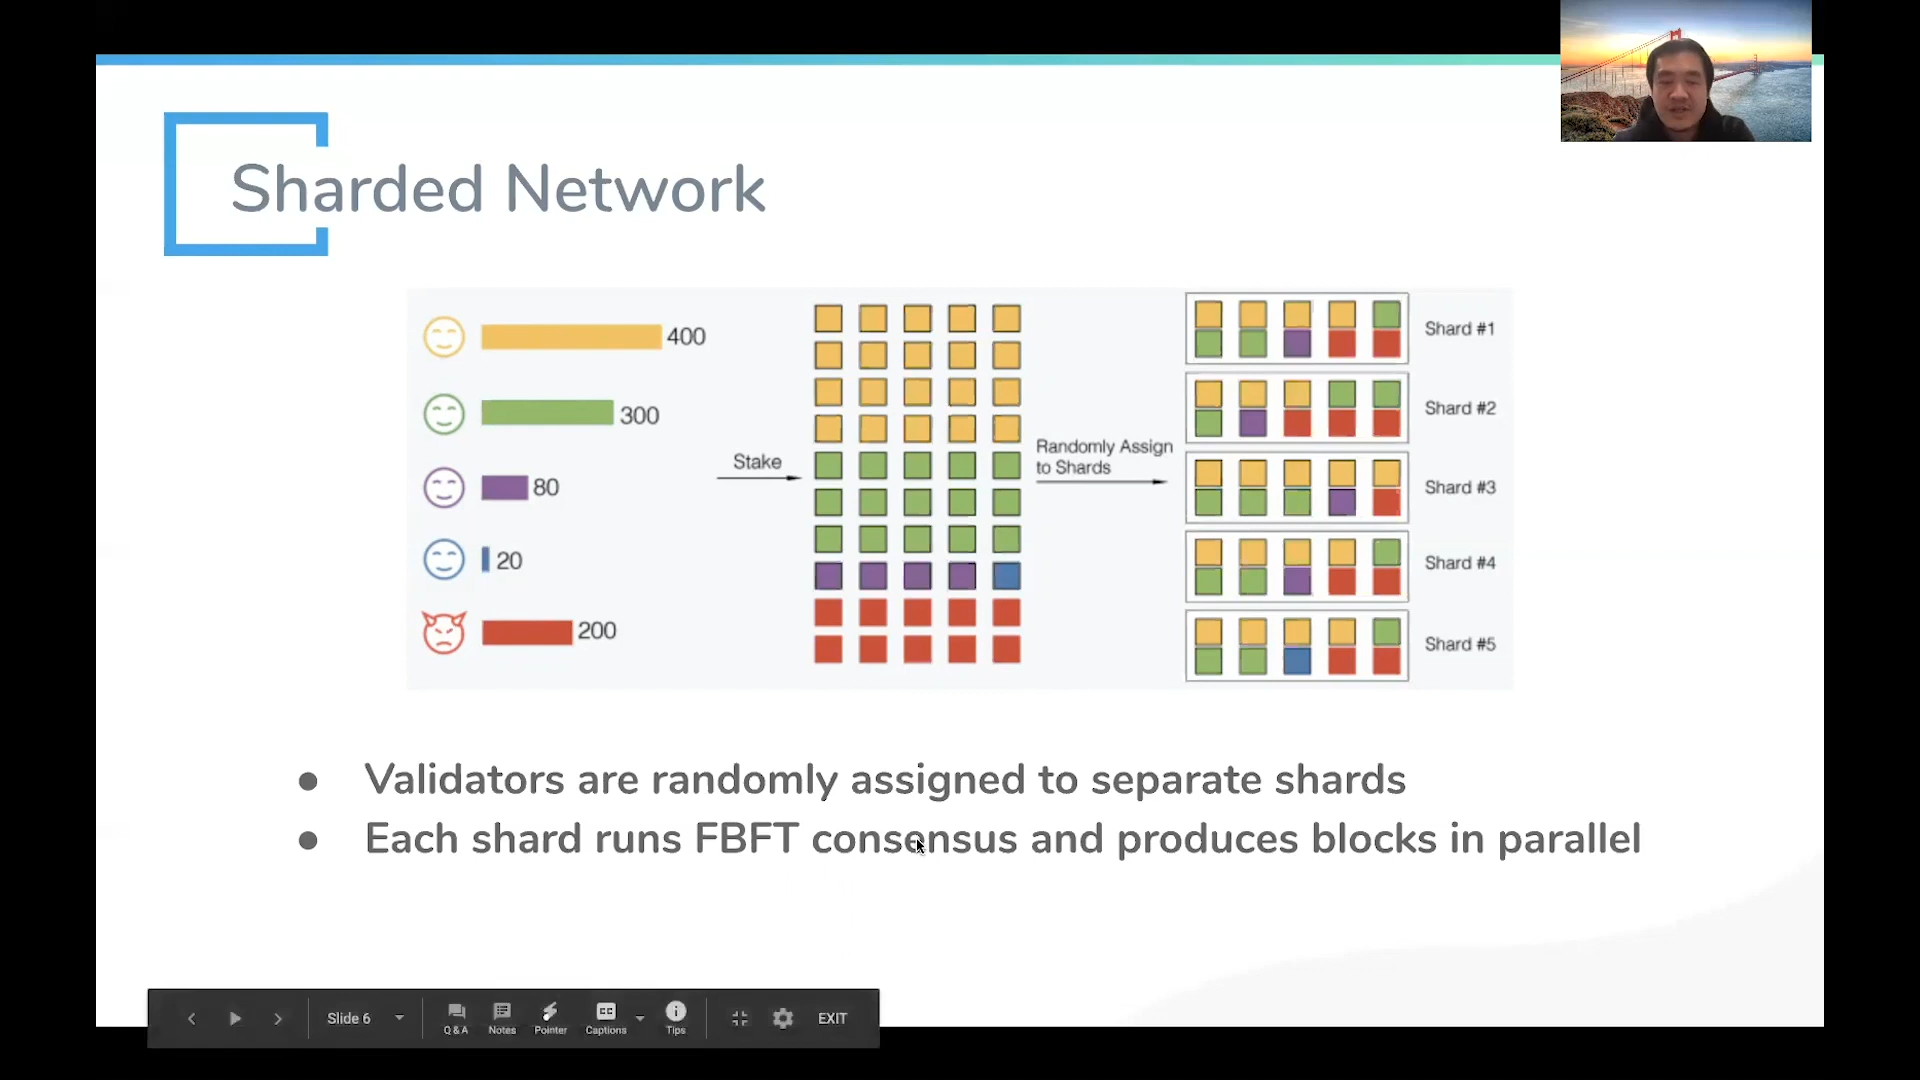 Sharded Network
400
300
80
20
200
Stake
Randomly Assign
to Shards
Shard #1
Shard #2
Shard #3
Shard #4
Shard #5
● Validators are randomly assigned to separate shards
● Each shard runs FBFT consensus and produces blocks in parallel
Slide 6
Q & A
Notes
Pointer
CC
Captions
Tips
EXIT